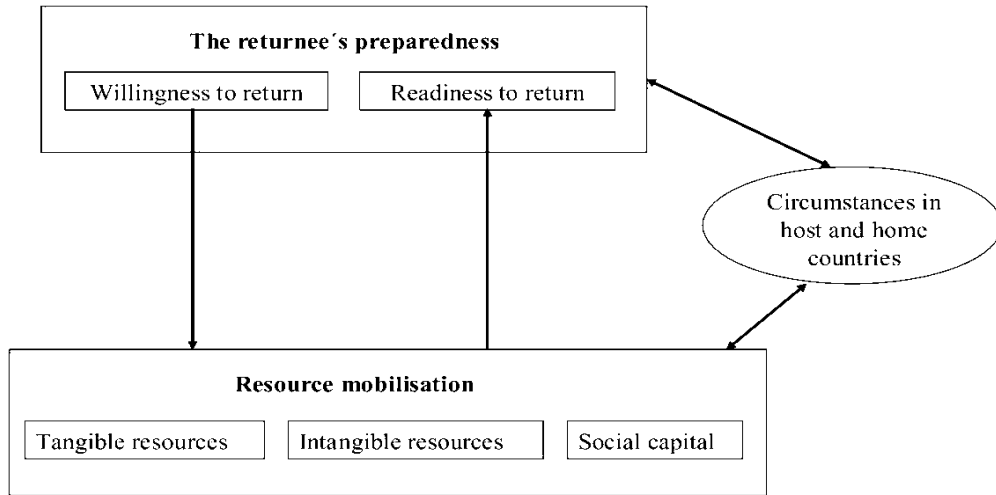 The returnee´s preparedness
Willingness to return
Readiness to return
Circumstances in
host and home
countries
Resource mobilisation
Tangible resources
Intangible resources
Social capital